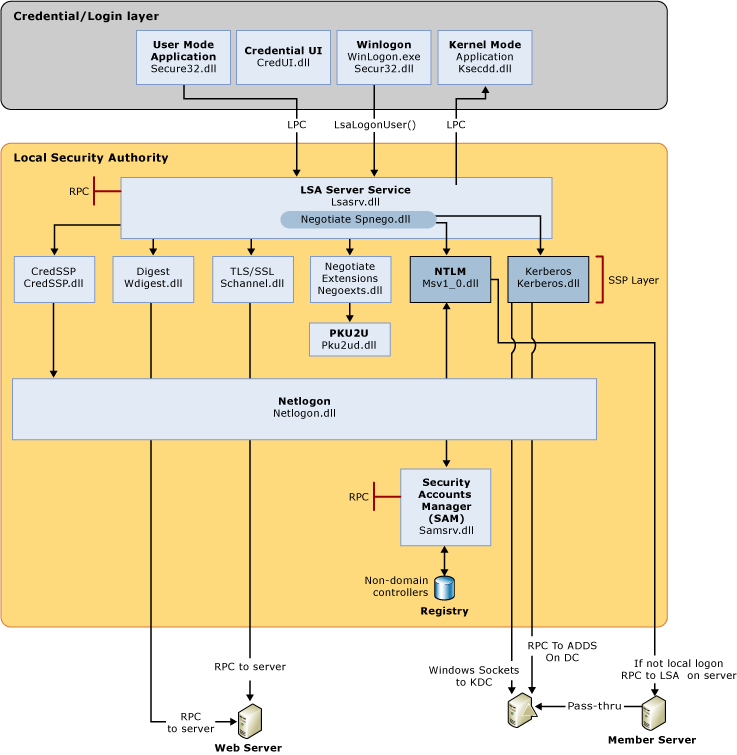 Credential/Login layer
User Mode
Application
Secure32.dll
Credential UI
CredUI.dll
Winlogon
WinLogon.exe
Secur32.dll
Kernel Mode
Application
Ksecdd.dll
LPC
LsaLogonUser()
LPC
Local Security Authority
RPC
LSA Server Service
Lsasrv.dll
Negotiate Spnego.dll
CredSSP
CredSSP.dll
Digest
Wdigest.dll
TLS/SSL
Schannel.dll
Negotiate
Extensions
Negoexts.dll
NTLM
Msv1_0.dll
Kerberos
Kerberos.dll
SSP Layer
PKU2U
Pku2ud.dll
Netlogon
Netlogon.dll
RPC
Security
Accounts
Manager
(SAM)
Samsrv.dll
Non-domain
controllers
Registry
RPC to server
RPC
to server
Web Server
Windows Sockets
to KDC
RPC To ADDS
On DC
If not local logon
RPC to LSA on server
Pass-thru
Member Server